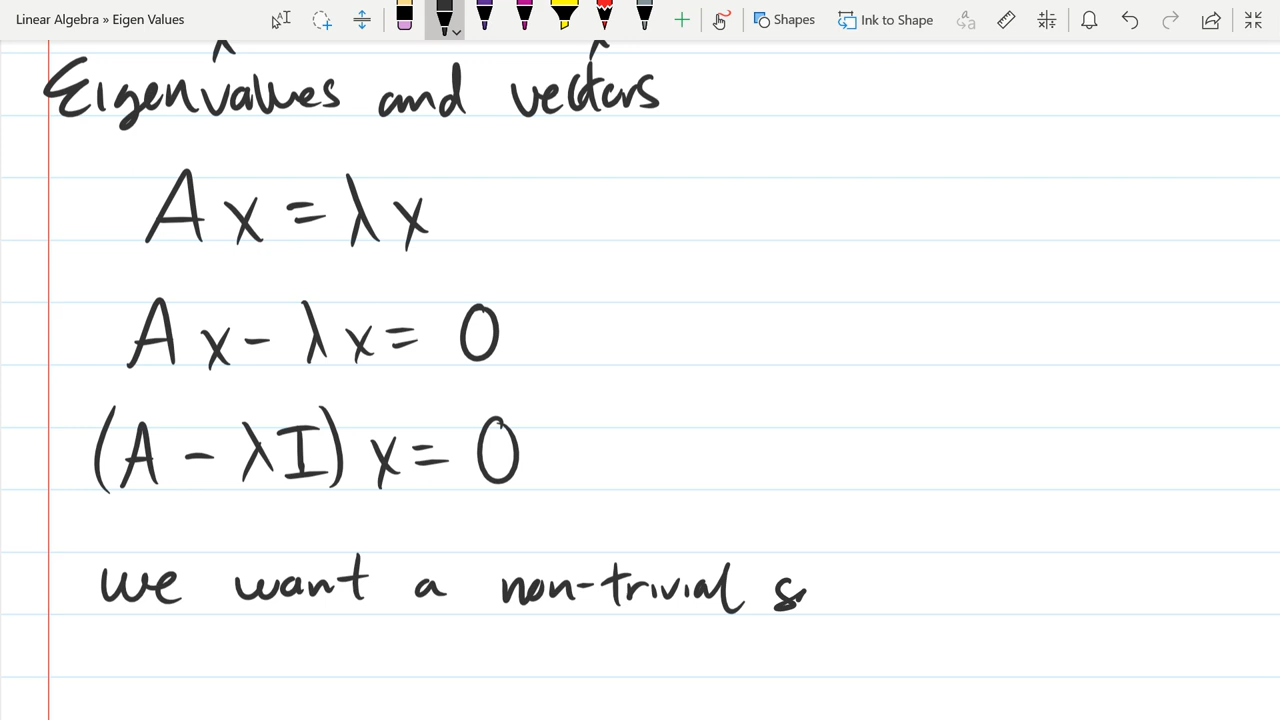 Linear Algebra » Eigen Values
Shapes
Ink to Shape
Eigenvalues and vectors
Ax = λx
Ax - λx = 0
(A - λI) x = 0
we want a non-trivial